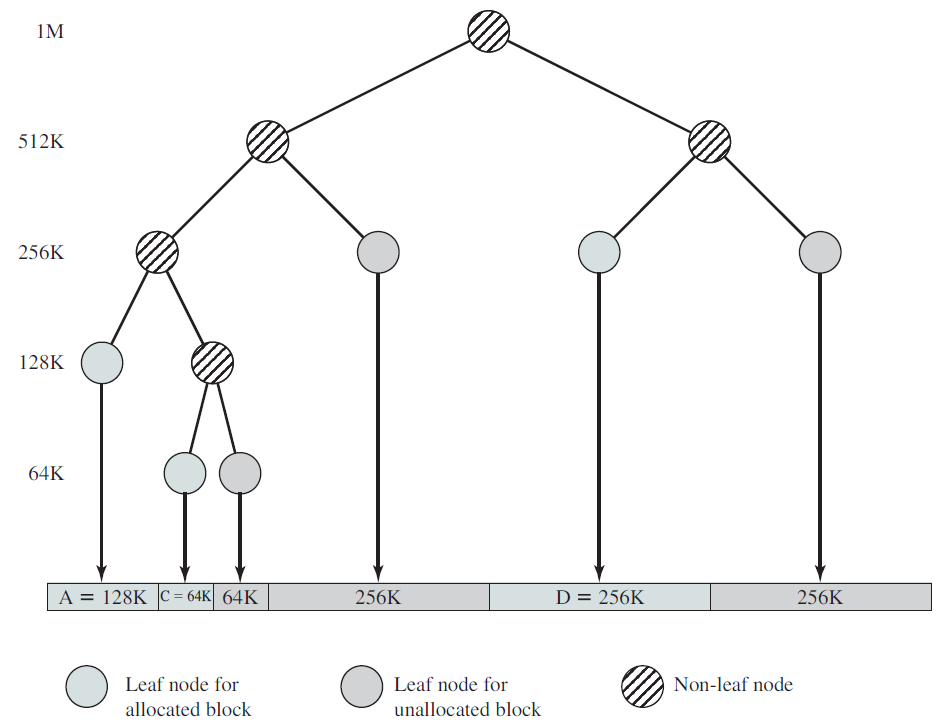 1M
512K
256K
128K
64K
A = 128K C = 64K 64K 256K D = 256K 256K
Leaf node for
allocated block
Leaf node for
unallocated block
Non-leaf node